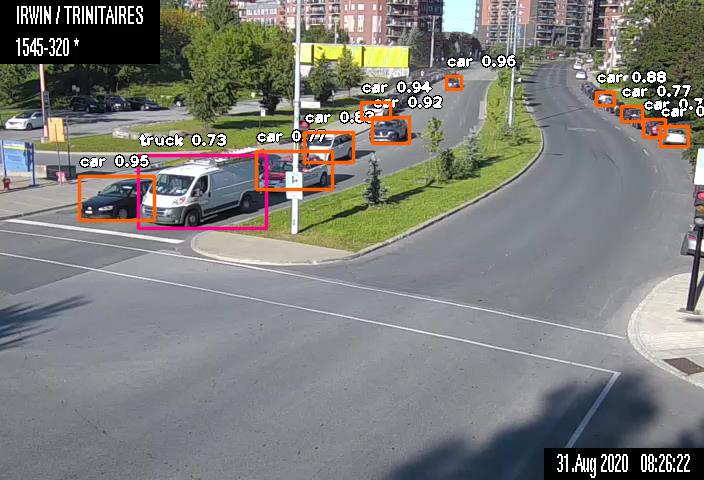 IRWIN / TRINITAIRES
1545-320 *
car 0.96
car 0.94
car 0.92
car 0.88
car 0.77
truck 0.73
car 0.95
31.Aug 2020 08:26:22